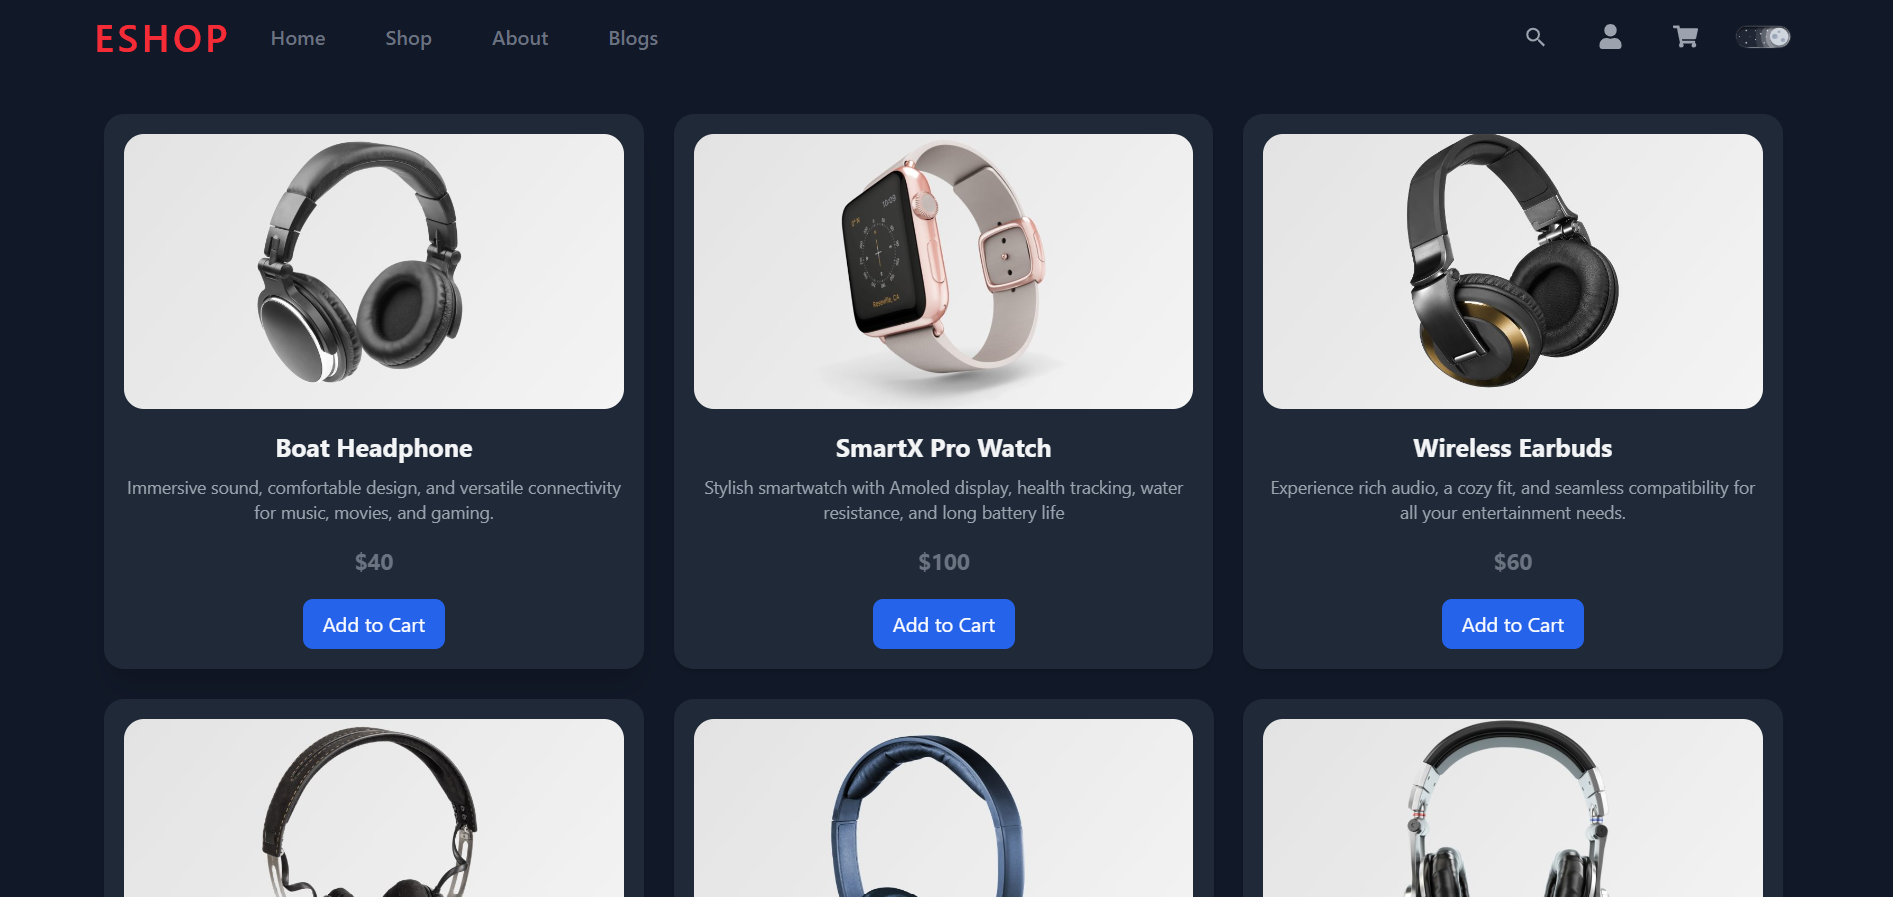 ESHOP Home Shop About Blogs
10:09
Boat Headphone
Immersive sound, comfortable design, and versatile connectivity
for music, movies, and gaming.
$40
Add to Cart
SmartX Pro Watch
Stylish smartwatch with Amoled display, health tracking, water
resistance, and long battery life
$100
Add to Cart
Wireless Earbuds
Experience rich audio, a cozy fit, and seamless compatibility for
all your entertainment needs.
$60
Add to Cart